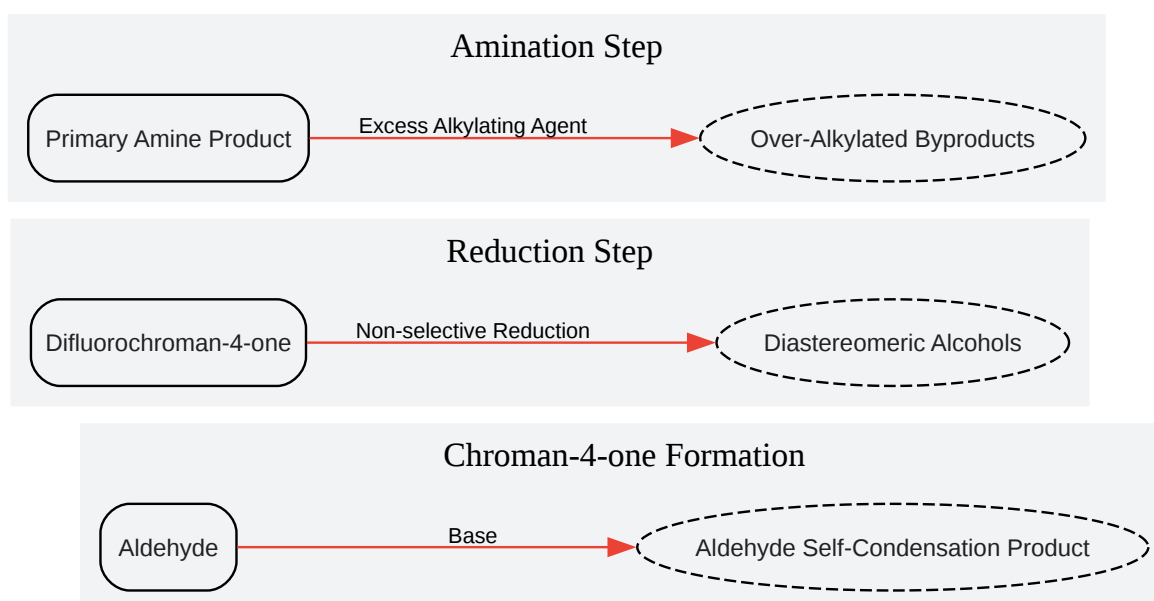 Amination Step
Primary Amine Product
Excess Alkylating Agent
Over-Alkylated Byproducts
Reduction Step
Difluorochroman-4-one
Non-selective Reduction
Diastereomeric Alcohols
Chroman-4-one Formation
Aldehyde
Base
Aldehyde Self-Condensation Product